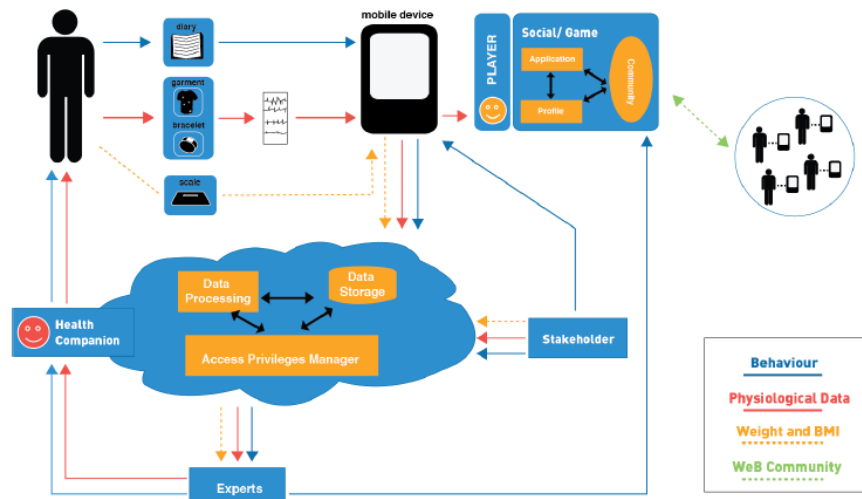 mobile device
diary
garment
bracelet
scale
PLAYER
Social/ Game
Application
Profile
Community
Data
Processing
Data
Storage
Access Privileges Manager
Health
Companion
Stakeholder
Experts
Behaviour
Physiological Data
Weight and BMI
WeB Community